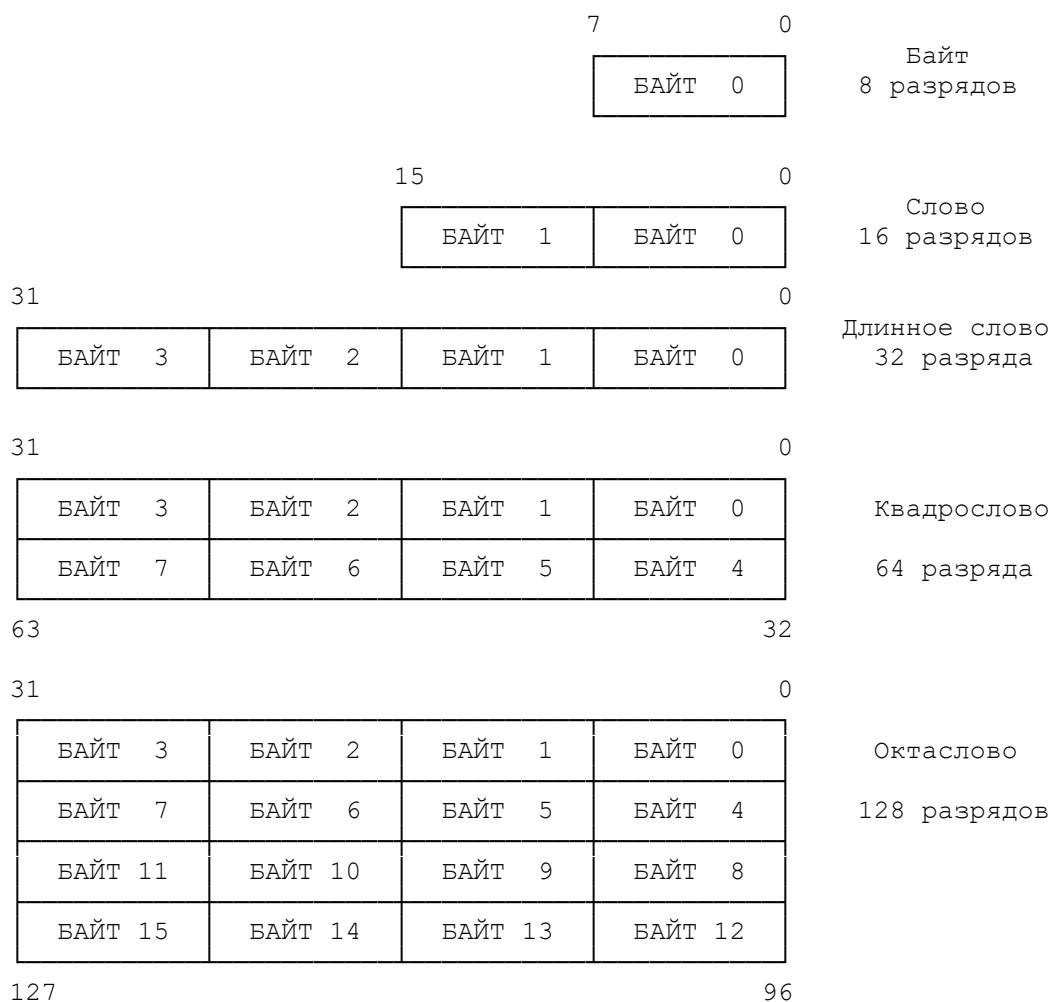 7 0
Байт
БАЙТ 0 8 разрядов
15 0
Слово
БАЙТ 1 БАЙТ 0 16 разрядов
31 0
Длинное слово
БАЙТ 3 БАЙТ 2 БАЙТ 1 БАЙТ 0 32 разряда
31 0
БАЙТ 3 БАЙТ 2 БАЙТ 1 БАЙТ 0 Квадрослово
БАЙТ 7 БАЙТ 6 БАЙТ 5 БАЙТ 4 64 разряда
63 32
31 0
БАЙТ 3 БАЙТ 2 БАЙТ 1 БАЙТ 0 Октаслово
БАЙТ 7 БАЙТ 6 БАЙТ 5 БАЙТ 4 128 разрядов
БАЙТ 11 БАЙТ 10 БАЙТ 9 БАЙТ 8
БАЙТ 15 БАЙТ 14 БАЙТ 13 БАЙТ 12
127 96